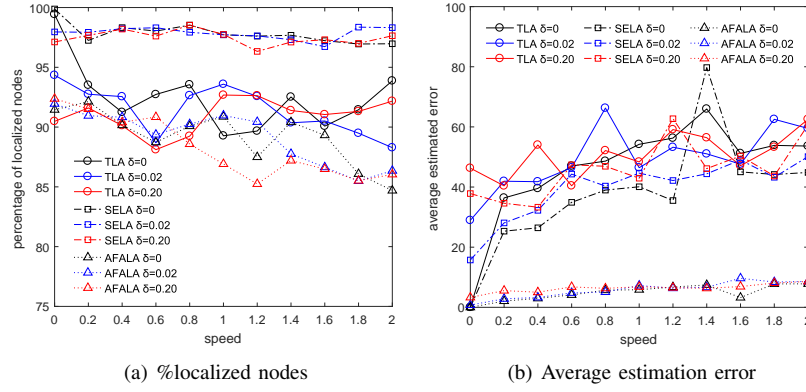 100
95
90
85
80
75
percentage of localized nodes
TLA δ=0
TLA δ=0.02
TLA δ=0.20
SELA δ=0
SELA δ=0.02
SELA δ=0.20
AFALA δ=0
AFALA δ=0.02
AFALA δ=0.20
0 0.2 0.4 0.6 0.8 1 1.2 1.4 1.6 1.8 2
speed
(a) %localized nodes
100
80
60
40
20
0
average estimated error
TLA δ=0 SELA δ=0 AFALA δ=0
TLA δ=0.02 SELA δ=0.02 AFALA δ=0.02
TLA δ=0.20 SELA δ=0.20 AFALA δ=0.20
0 0.2 0.4 0.6 0.8 1 1.2 1.4 1.6 1.8 2
speed
(b) Average estimation error